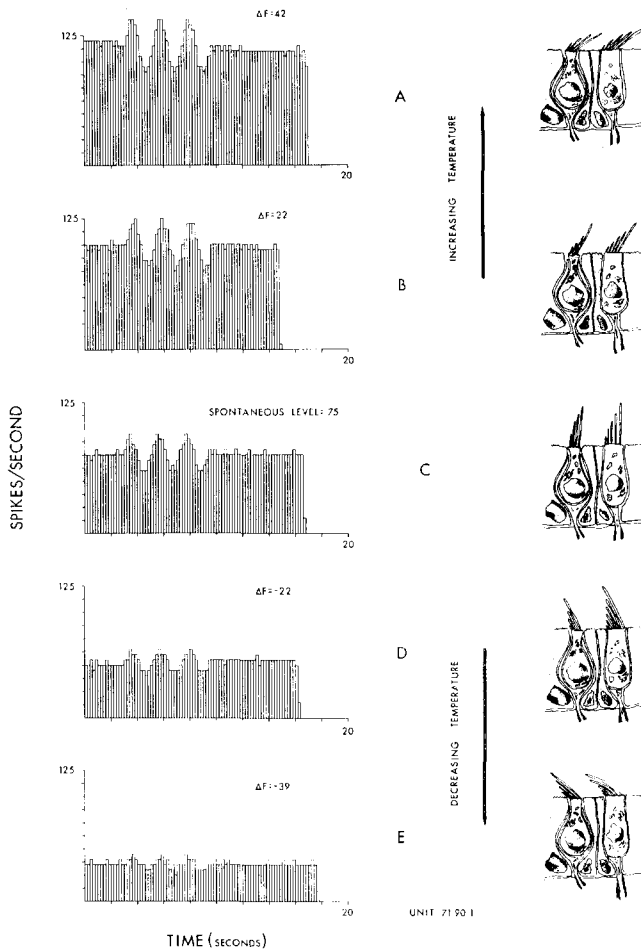 ΔF=42
125
A
20
INCREASING TEMPERATURE
ΔF=22
125
B
20
SPONTANEOUS LEVEL: 75
125
C
SPIKES/SECOND
20
ΔF=-22
125
D
20
DECREASING TEMPERATURE
ΔF=-39
125
E
20
UNIT 71 90 1
TIME (SECONDS)